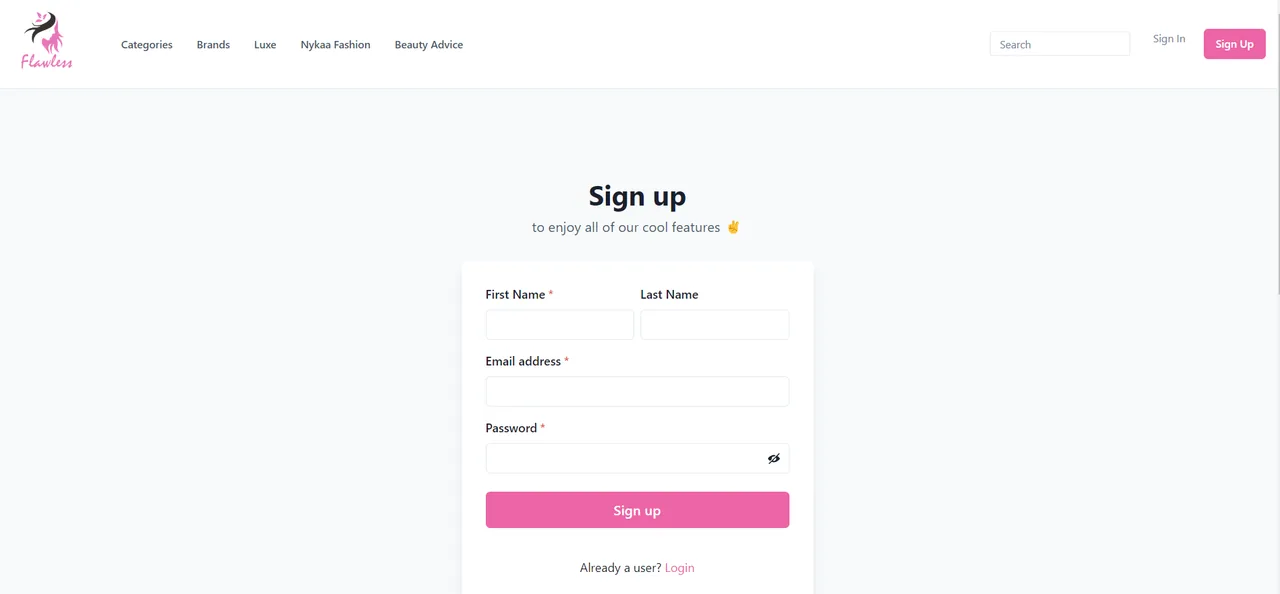 Flawless
Categories Brands Luxe Nykaa Fashion Beauty Advice Search Sign In Sign Up
Sign up
to enjoy all of our cool features ✌
First Name * Last Name
Email address *
Password *
Sign up
Already a user? Login